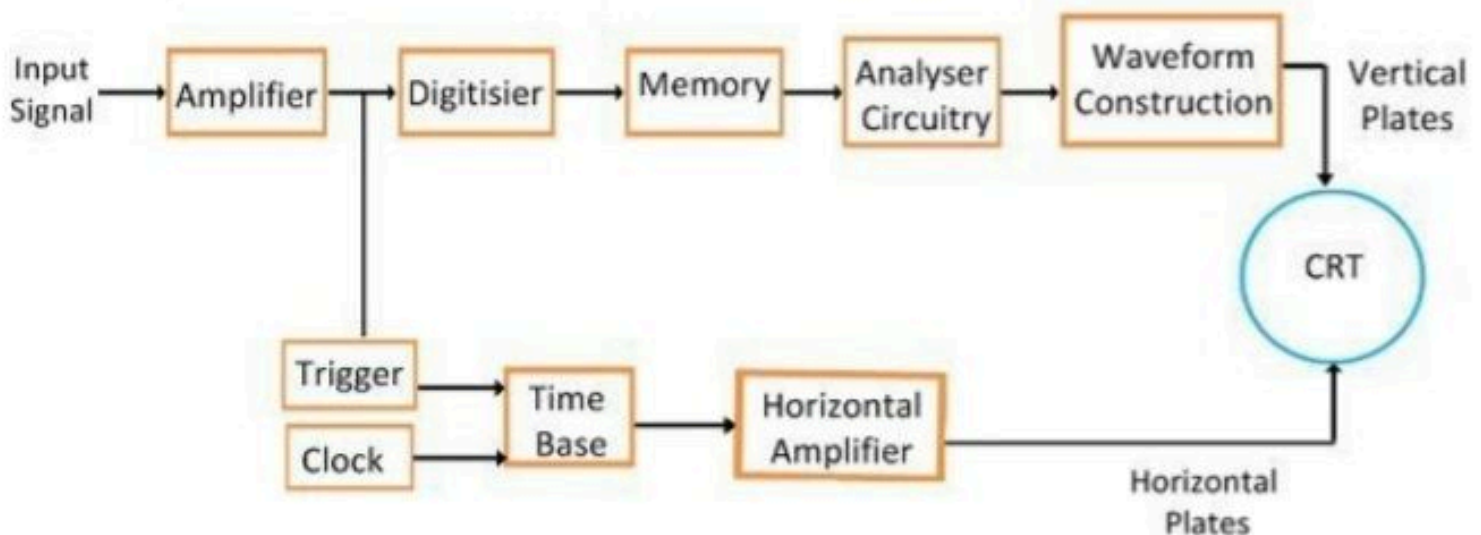 Input
Signal
Amplifier
Digitisier
Memory
Analyser
Circuitry
Waveform
Construction
Vertical
Plates
CRT
Trigger
Clock
Time
Base
Horizontal
Amplifier
Horizontal
Plates